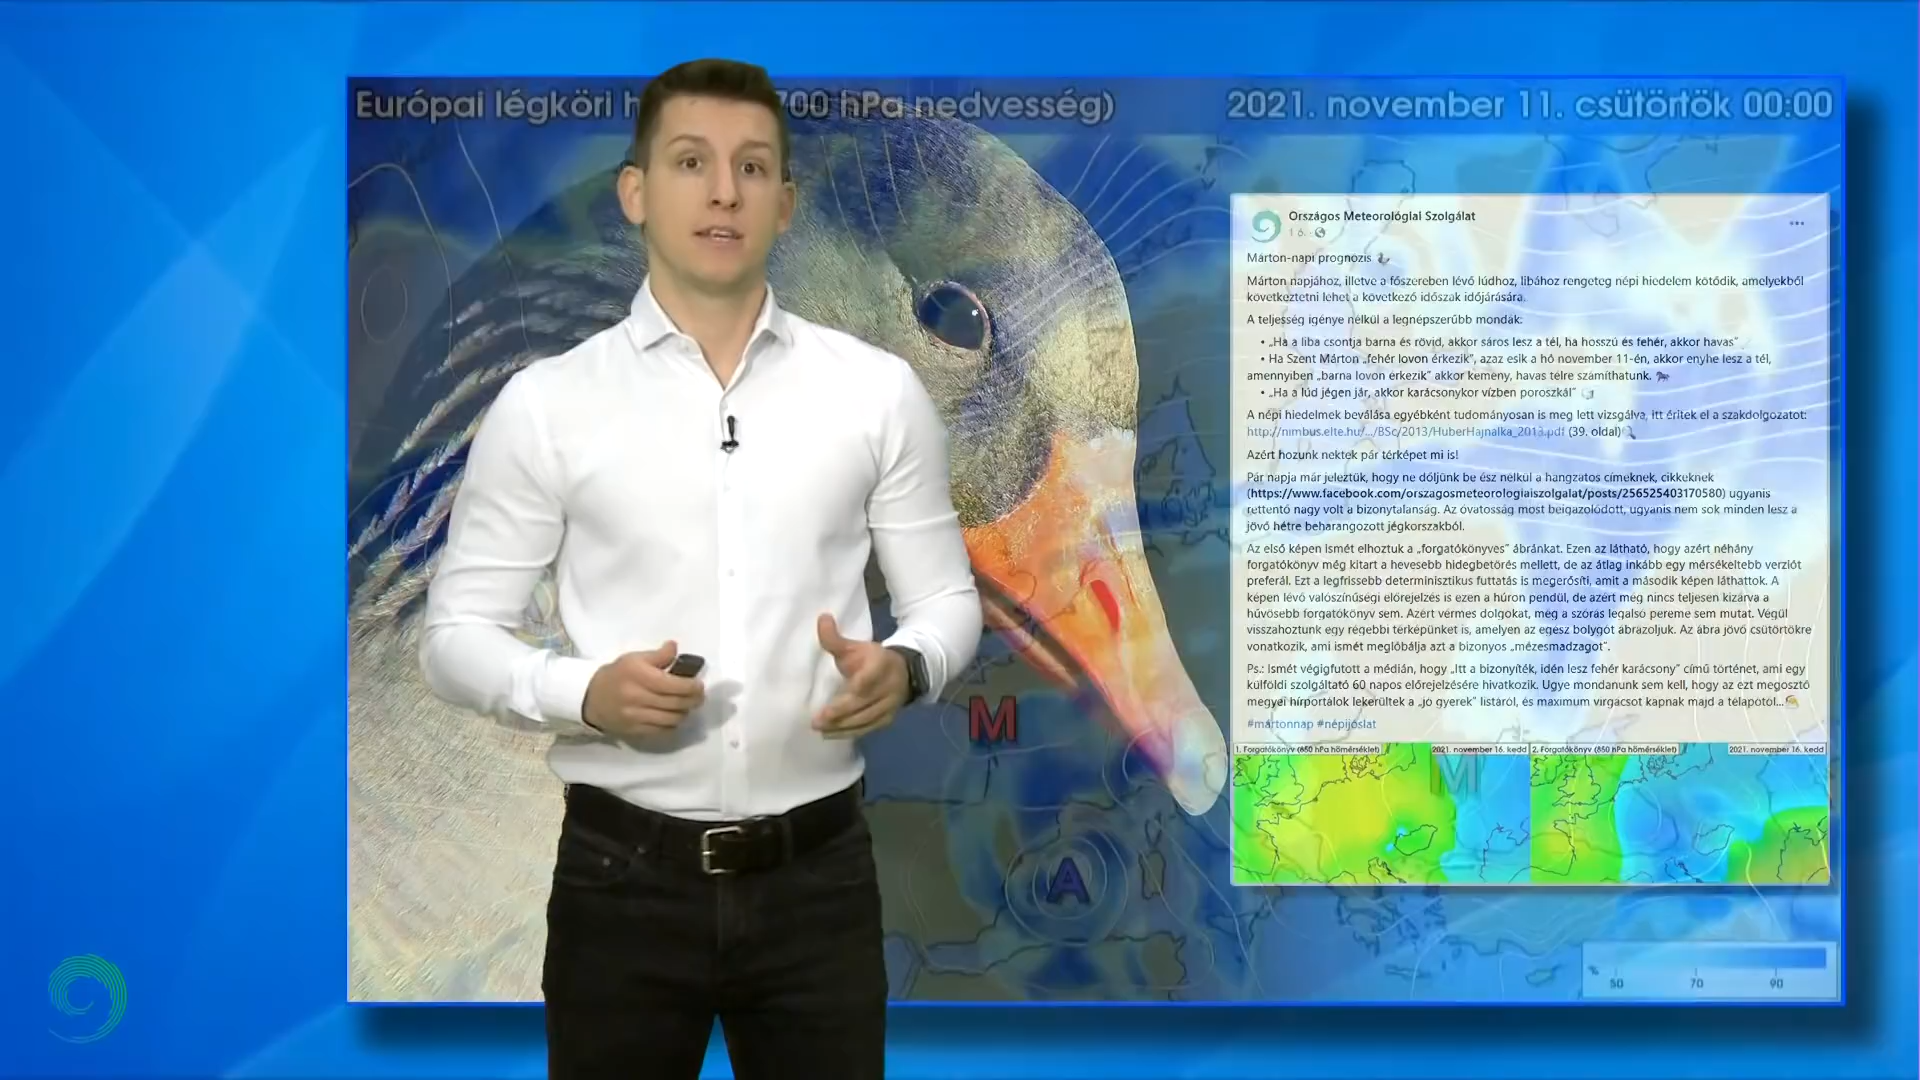 Európai légköri h 700 hPa nedvesség)
2021. november 11. csütörtök 00:00
Országos Meteorológiai Szolgálat
1 ó.
Márton-napi prognózis
Márton napjához, illetve a főszereben lévő lúdhoz, libához rengeteg népi hiedelem kötődik, amelyekből
következtetni lehet a következő időszak időjárására.
A teljesség igénye nélkül a legnépszerűbb mondák:
• „Ha a liba csontja barna és rövid, akkor sáros lesz a tél, ha hosszú és fehér, akkor havas”
• Ha Szent Márton „fehér lovon érkezik”, azaz esik a hó november 11-én, akkor enyhe lesz a tél,
amennyiben „barna lovon érkezik” akkor kemény, havas télre számíthatunk.
• „Ha a lúd jégen jár, akkor karácsonykor vízben poroszkál”
A népi hiedelmek beválása egyébként tudományosan is meg lett vizsgálva, itt éritek el a szakdolgozatot:
http://nimbus.elte.hu/.../BSc/2013/HuberHajnalka_2013.pdf (39. oldal)
Azért hozunk nektek pár térképet mi is!
Pár napja már jeleztük, hogy ne dőljünk be ész nélkül a hangzatos címeknek, cikkeknek
(https://www.facebook.com/orszagosmeteorologiaiszolgalat/posts/256525403170580) ugyanis
rettentő nagy volt a bizonytalanság. Az óvatosság most beigazolódott, ugyanis nem sok minden lesz a
jövő hétre beharangozott jégkorszakból.
Az első képen ismét elhoztuk a „forgatókönyves” ábránkat. Ezen az látható, hogy azért néhány
forgatókönyv még kitart a hevesebb hidegbetörés mellett, de az átlag inkább egy mérsékeltebb verziót
preferál. Ezt a legfrissebb determinisztikus futtatás is megerősíti, amit a második képen láthattok. A
képen lévő valószínűségi előrejelzés is ezen a húron pendül, de azért még nincs teljesen kizárva a
hűvösebb forgatókönyv sem. Azért vérmes dolgokat, még a szórás legalsó pereme sem mutat. Végül
visszahoztunk egy régebbi térképünket is, amelyen az egész bolygót ábrázoljuk. Az ábra jövő csütörtökre
vonatkozik, ami ismét meglóbálja azt a bizonyos „mézesmadzagot”.
Ps.: Ismét végigfutott a médián, hogy „Itt a bizonyíték, idén lesz fehér karácsony” című történet, ami egy
külföldi szolgáltató 60 napos előrejelzésére hivatkozik. Ugye mondanunk sem kell, hogy az ezt megosztó
megyei hírportálok lekerültek a „jó gyerek” listáról, és maximum virgácsot kapnak majd a télapótól...
#mártonnap #népijóslat
1. Forgatókönyv (850 hPa hőmérséklet) 2021. november 16. kedd
2. Forgatókönyv (850 hPa hőmérséklet) 2021. november 16. kedd
M
M
A
%
50 70 90